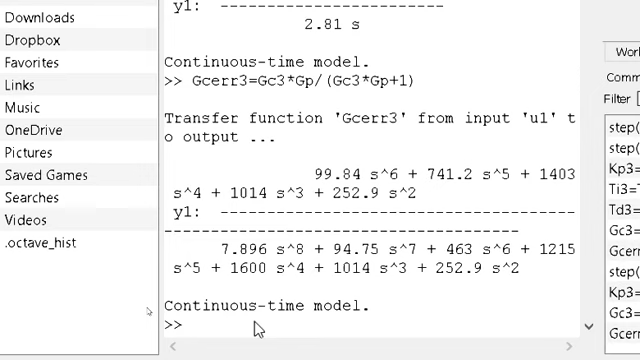 Downloads
Dropbox
Favorites
Links
Music
OneDrive
Pictures
Saved Games
Searches
Videos
.octave_hist
y1: -----------------------
2.81 s
Continuous-time model.
>> Gcerr3=Gc3*Gp/(Gc3*Gp+1)
Transfer function 'Gcerr3' from input 'u1' t
o output ...
99.84 s^6 + 741.2 s^5 + 1403
s^4 + 1014 s^3 + 252.9 s^2
y1: ------------------------------------
-------------------------------------
7.896 s^8 + 94.75 s^7 + 463 s^6 + 1215
s^5 + 1600 s^4 + 1014 s^3 + 252.9 s^2
Continuous-time model.
>>
Work
Comm
Filter
step(
step(
Kp3=
Ti3=
Td3=
Gc3=
Gcerr
step(
Kp3=
Gc3=
Gcerr